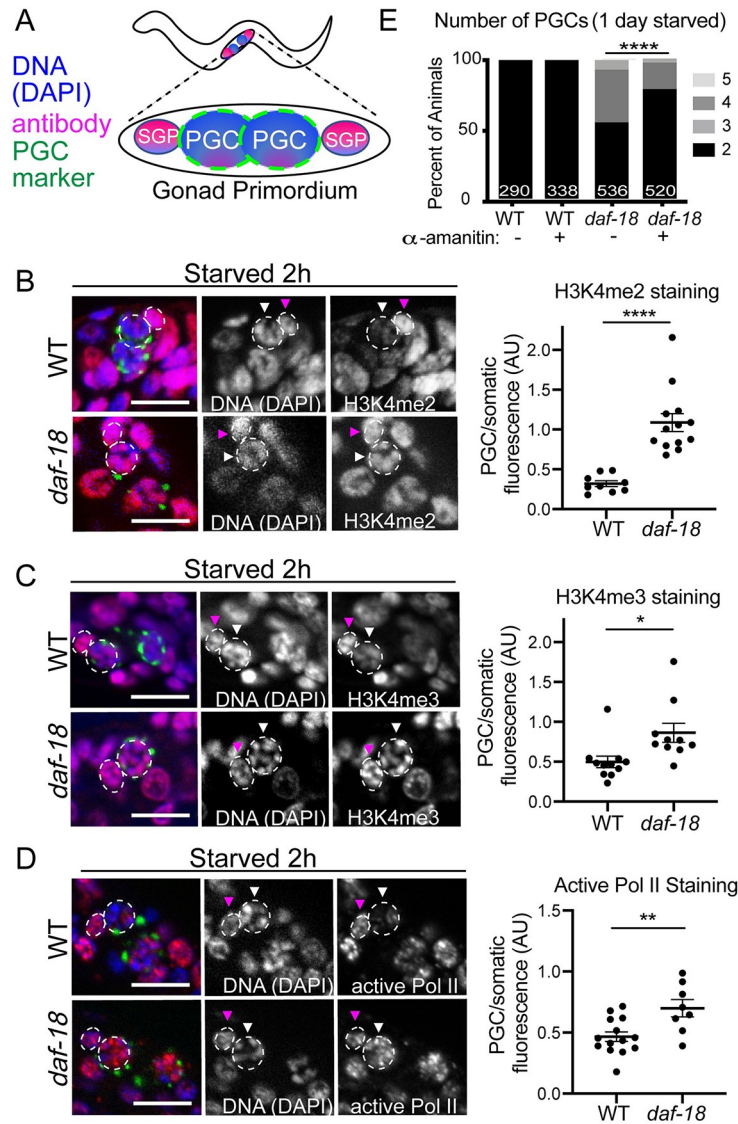 A
DNA
(DAPI)
antibody
PGC
marker
SGP
PGC
PGC
SGP
Gonad Primordium
E
Number of PGCs (1 day starved)
****
Percent of Animals
100
50
0
290
338
536
520
WT
WT
daf-18
daf-18
α-amanitin:
-
+
-
+
5
4
3
2
B
Starved 2h
WT
DNA (DAPI)
H3K4me2
daf-18
DNA (DAPI)
H3K4me2
H3K4me2 staining
****
PGC/somatic
fluorescence (AU)
2.0
1.5
1.0
0.5
0.0
WT
daf-18
C
Starved 2h
WT
DNA (DAPI)
H3K4me3
daf-18
DNA (DAPI)
H3K4me3
H3K4me3 staining
*
PGC/somatic
fluorescence (AU)
2.0
1.5
1.0
0.5
0.0
WT
daf-18
D
Starved 2h
WT
DNA (DAPI)
active Pol II
daf-18
DNA (DAPI)
active Pol II
Active Pol II Staining
**
PGC/somatic
fluorescence (AU)
1.5
1.0
0.5
0.0
WT
daf-18